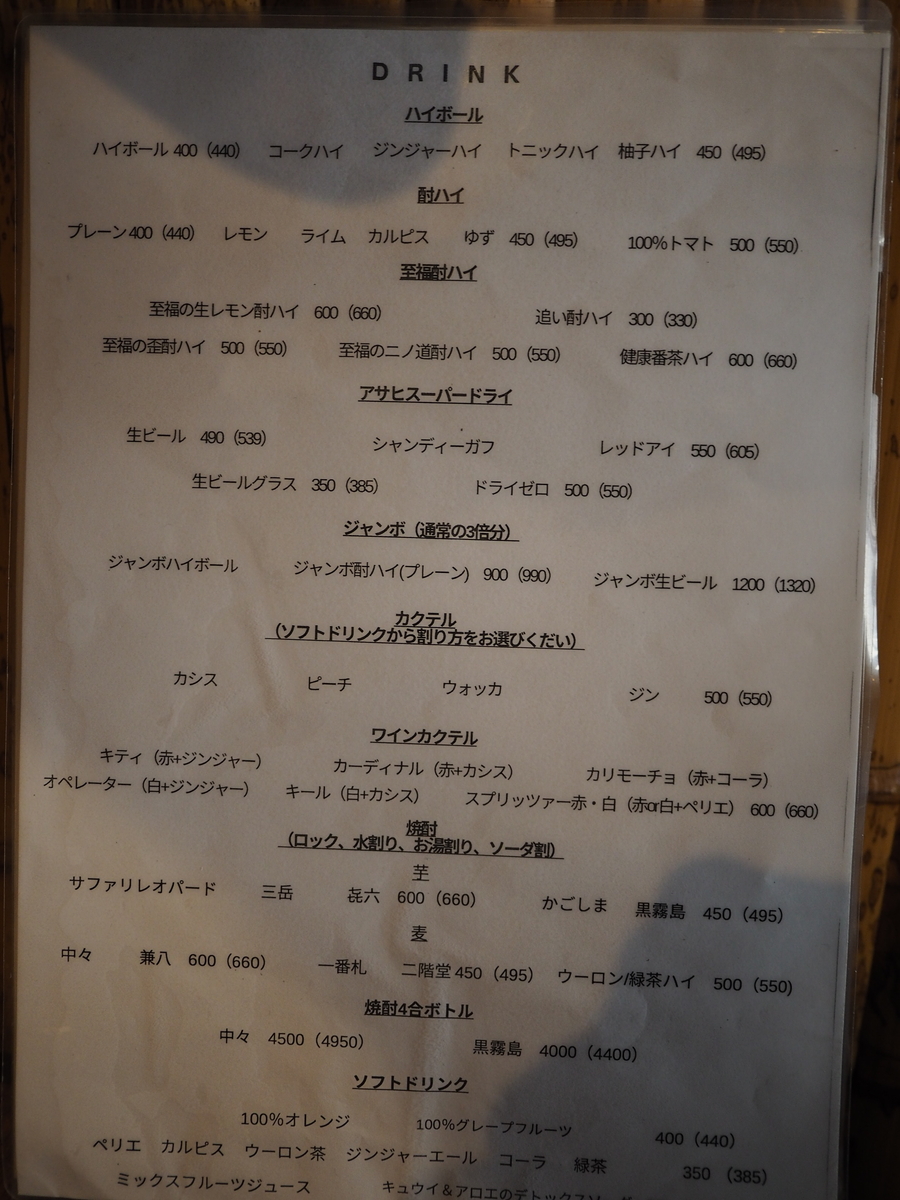 DRINK
ハイボール
ハイボール 400（440） コークハイ ジンジャーハイ トニックハイ 柚子ハイ 450（495）
酎ハイ
プレーン400（440） レモン ライム カルピス ゆず 450（495） 100%トマト 500（550）
至福酎ハイ
至福の生レモン酎ハイ 600（660） 追い酎ハイ 300（330）
至福の歪酎ハイ 500（550） 至福のニノ道酎ハイ 500（550） 健康番茶ハイ 600（660）
アサヒスーパードライ
生ビール 490（539） シャンディーガフ レッドアイ 550（605）
生ビールグラス 350（385） ドライゼロ 500（550）
ジャンボ（通常の3倍分）
ジャンボハイボール ジャンボ酎ハイ(プレーン) 900（990） ジャンボ生ビール 1200（1320）
カクテル
（ソフトドリンクから割り方をお選びくだい）
カシス ピーチ ウォッカ ジン 500（550）
ワインカクテル
キティ（赤+ジンジャー） カーディナル（赤+カシス） カリモーチョ（赤+コーラ）
オペレーター（白+ジンジャー） キール（白+カシス） スプリッツァー赤・白（赤or白+ペリエ） 600（660）
焼酎
（ロック、水割り、お湯割り、ソーダ割）
芋
サファリレオパード 三岳 㐂六 600（660） かごしま 黒霧島 450（495）
麦
中々 兼八 600（660） 一番札 二階堂 450（495） ウーロン/緑茶ハイ 500（550）
焼酎4合ボトル
中々 4500（4950） 黒霧島 4000（4400）
ソフトドリンク
100%オレンジ 100%グレープフルーツ 400（440）
ペリエ カルピス ウーロン茶 ジンジャーエール コーラ 緑茶 350（385）
ミックスフルーツジュース キュウイ＆アロエのデトックス